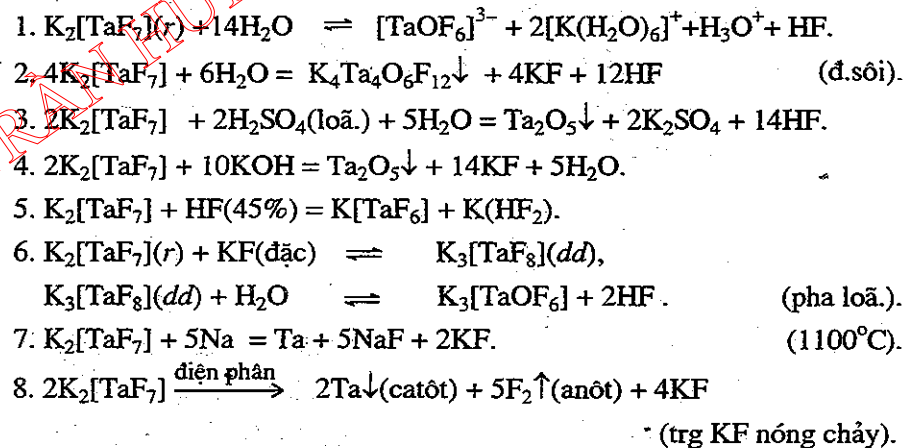 1. K₂[TaF₇](r) +14H₂O ⇌ [TaOF₆]³⁻ + 2[K(H₂O)₆]⁺+H₃O⁺+ HF.
2. 4K₂[TaF₇] + 6H₂O = K₄Ta₄O₆F₁₂↓ + 4KF + 12HF (đ.sôi).
3. 2K₂[TaF₇] + 2H₂SO₄(loã.) + 5H₂O = Ta₂O₅↓ + 2K₂SO₄ + 14HF.
4. 2K₂[TaF₇] + 10KOH = Ta₂O₅↓ + 14KF + 5H₂O.
5. K₂[TaF₇] + HF(45%) = K[TaF₆] + K(HF₂).
6. K₂[TaF₇](r) + KF(đặc) ⇌ K₃[TaF₈](dd),
K₃[TaF₈](dd) + H₂O ⇌ K₃[TaOF₆] + 2HF . (pha loã.).
7. K₂[TaF₇] + 5Na = Ta + 5NaF + 2KF. (1100°C).
8. 2K₂[TaF₇] điện phân → 2Ta↓(catôt) + 5F₂↑(anôt) + 4KF
(trg KF nóng chảy).